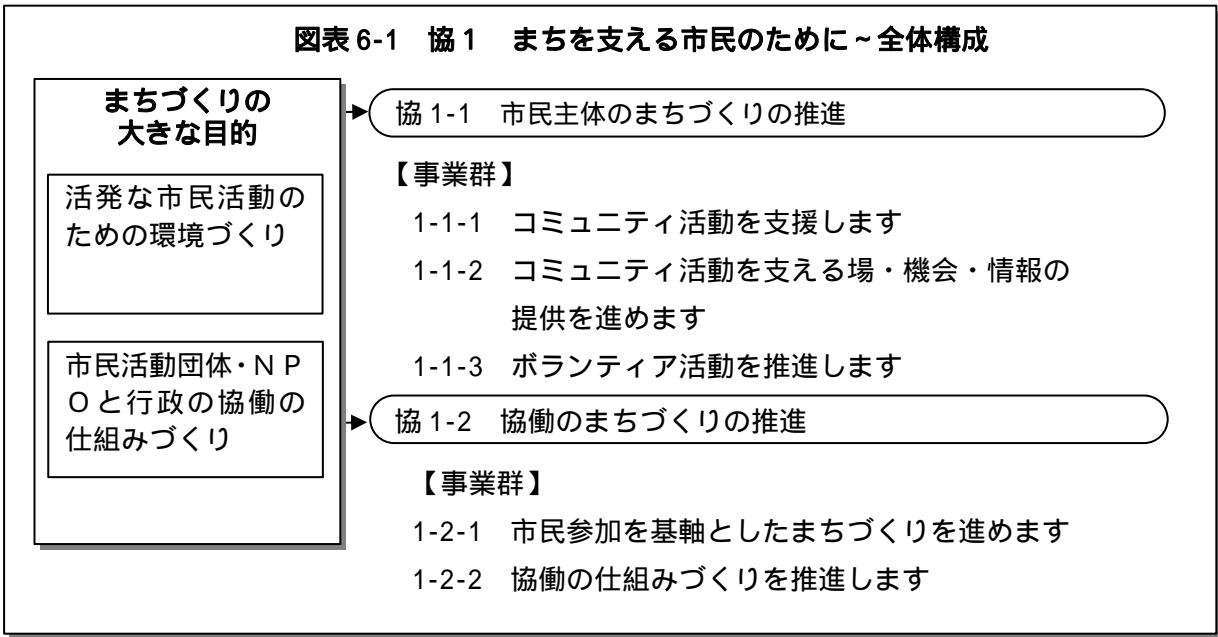 図表6-1 協1 まちを支える市民のために~全体構成
まちづくりの
大きな目的
活発な市民活動の
ための環境づくり
市民活動団体・NP
Oと行政の協働の
仕組みづくり
協1-1 市民主体のまちづくりの推進
【事業群】
1-1-1 コミュニティ活動を支援します
1-1-2 コミュニティ活動を支える場・機会・情報の
提供を進めます
1-1-3 ボランティア活動を推進します
協1-2 協働のまちづくりの推進
【事業群】
1-2-1 市民参加を基軸としたまちづくりを進めます
1-2-2 協働の仕組みづくりを推進します